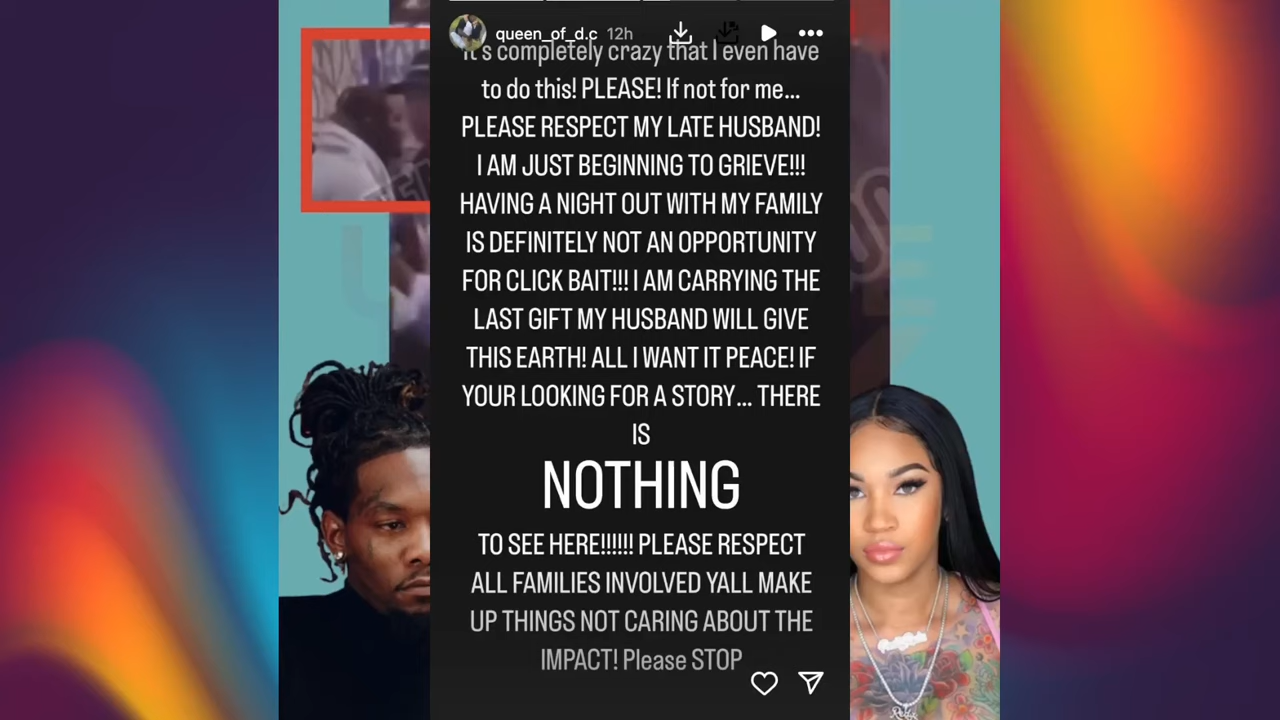 queen_of_d.c 12h
It's completely crazy that I even have
to do this! PLEASE! If not for me...
PLEASE RESPECT MY LATE HUSBAND!
I AM JUST BEGINNING TO GRIEVE!!!
HAVING A NIGHT OUT WITH MY FAMILY
IS DEFINITELY NOT AN OPPORTUNITY
FOR CLICK BAIT!!! I AM CARRYING THE
LAST GIFT MY HUSBAND WILL GIVE
THIS EARTH! ALL I WANT IT PEACE! IF
YOUR LOOKING FOR A STORY... THERE
IS
NOTHING
TO SEE HERE!!!!!! PLEASE RESPECT
ALL FAMILIES INVOLVED YALL MAKE
UP THINGS NOT CARING ABOUT THE
IMPACT! Please STOP